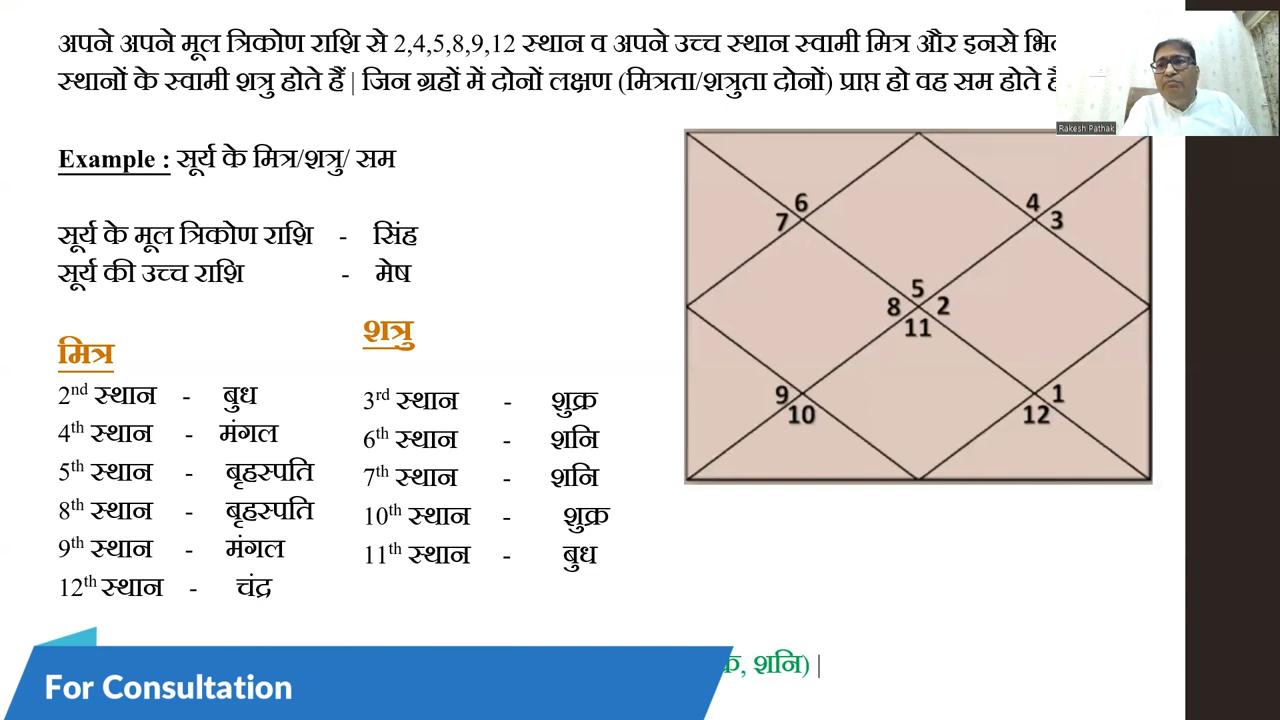 अपने अपने मूल त्रिकोण राशि से 2,4,5,8,9,12 स्थान व अपने उच्च स्थान स्वामी मित्र और इनसे
स्थानों के स्वामी शत्रु होते हैं | जिन ग्रहों में दोनों लक्षण (मित्रता/शत्रुता दोनों) प्राप्त हो वह सम होते
Rakesh Pathak
Example : सूर्य के मित्र/शत्रु/ सम
सूर्य के मूल त्रिकोण राशि - सिंह
सूर्य की उच्च राशि - मेष
मित्र
2nd स्थान - बुध
4th स्थान - मंगल
5th स्थान - बृहस्पति
8th स्थान - बृहस्पति
9th स्थान - मंगल
12th स्थान - चंद्र
शत्रु
3rd स्थान - शुक्र
6th स्थान - शनि
7th स्थान - शनि
10th स्थान - शुक्र
11th स्थान - बुध
6 4
7 3
5
8 2
11
9 1
10 12
शनि) |
For Consultation